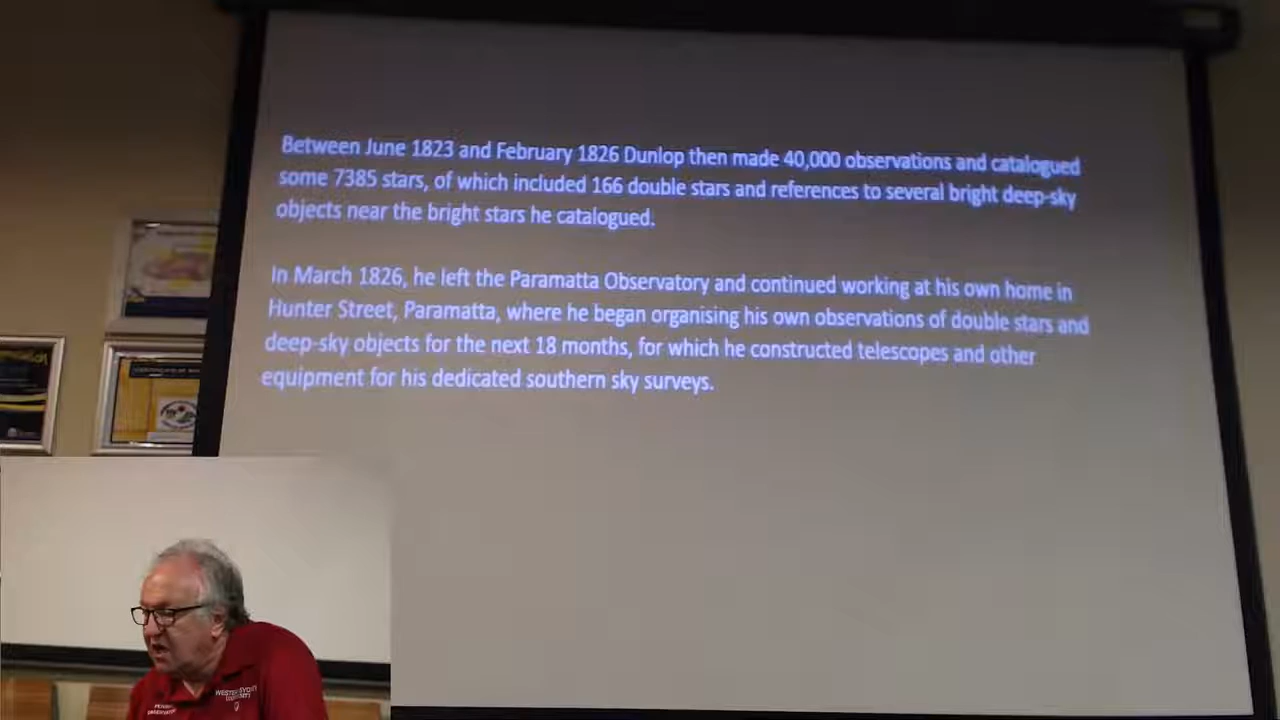 Between June 1823 and February 1826 Dunlop then made 40,000 observations and catalogued
some 7385 stars, of which included 166 double stars and references to several bright deep-sky
objects near the bright stars he catalogued.
In March 1826, he left the Paramatta Observatory and continued working at his own home in
Hunter Street, Paramatta, where he began organising his own observations of double stars and
deep-sky objects for the next 18 months, for which he constructed telescopes and other
equipment for his dedicated southern sky surveys.
WESTERN SYDNEY
UNIVERSITY